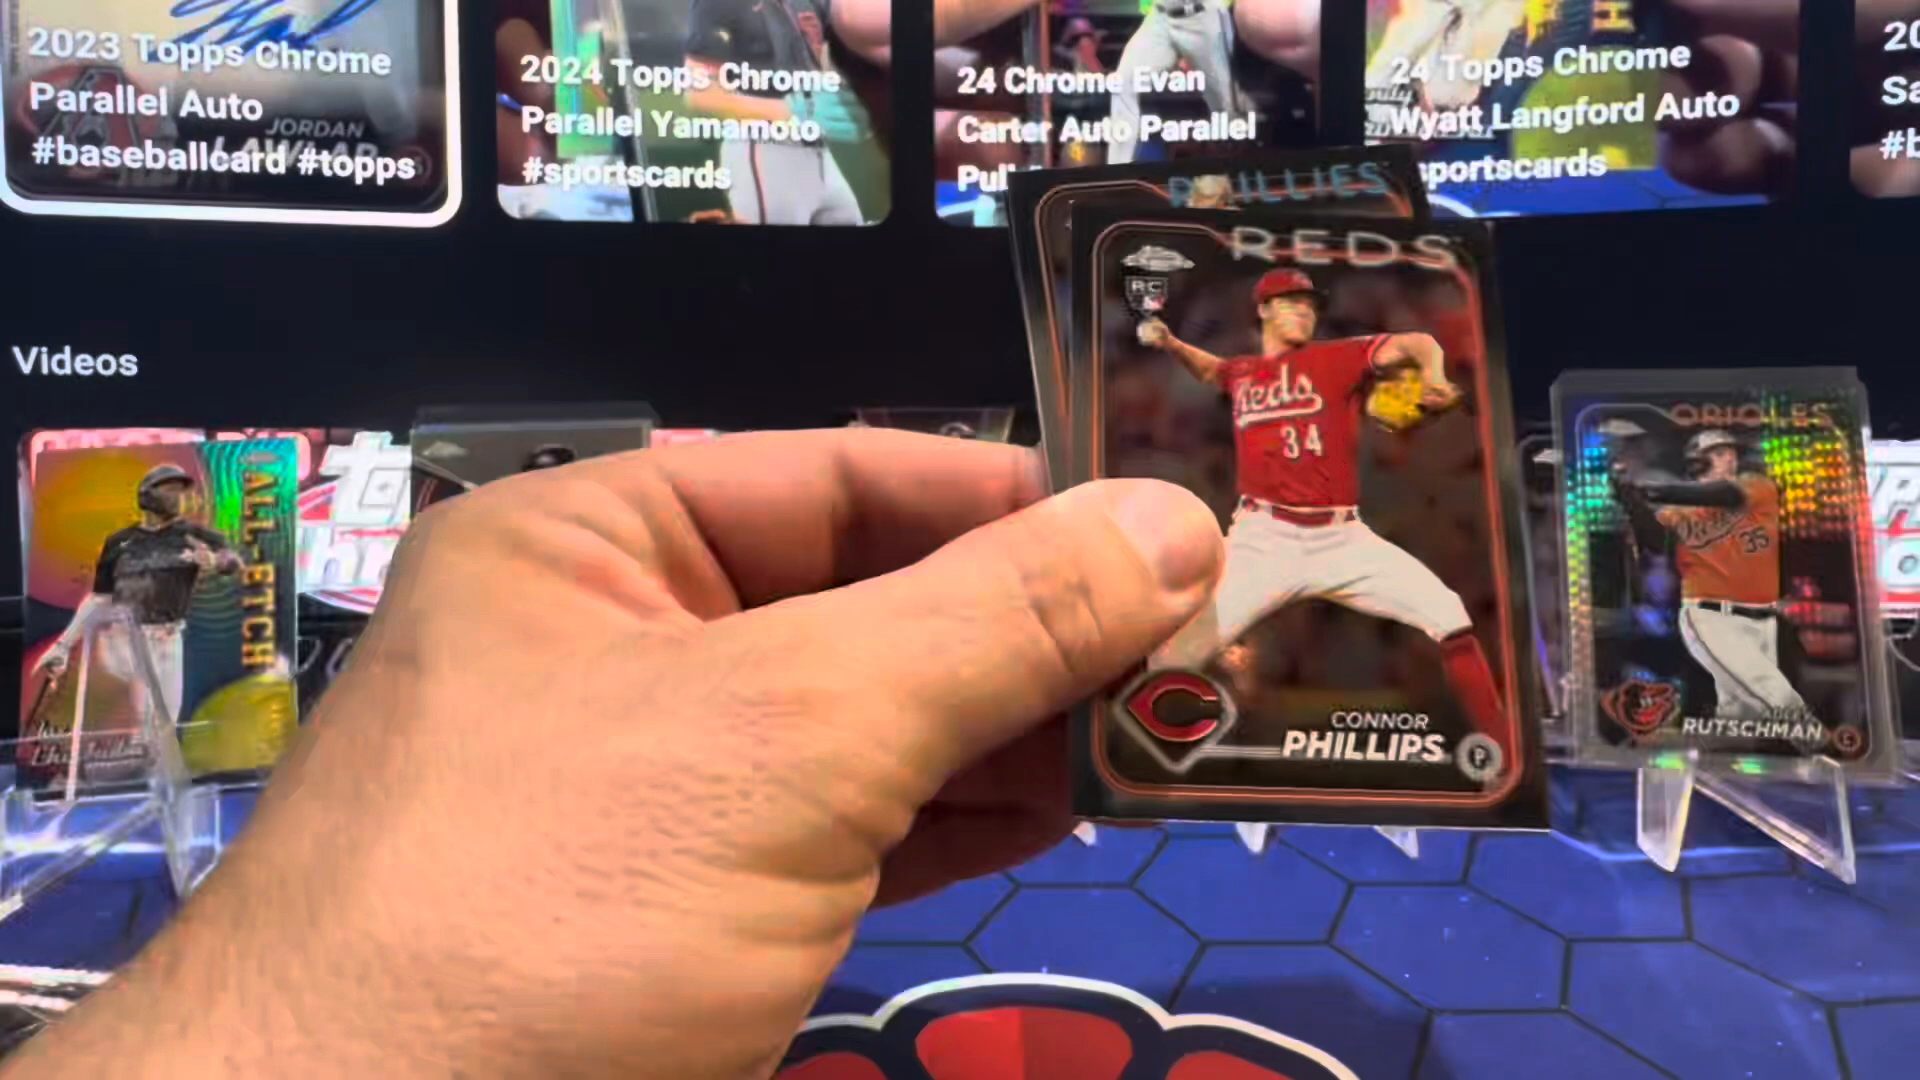 2023 Topps Chrome
Parallel Auto
#baseballcard #topps
JORDAN
LAWLAR
2024 Topps Chrome
Parallel Yamamoto
#sportscards
24 Chrome Evan
Carter Auto Parallel
24 Topps Chrome
Wyatt Langford Auto
sportscards
20
Sa
#b
Videos
PHILLIES
REDS
RC
Reds
34
CONNOR
PHILLIPS
P
ALL-ETCH
ORIOLES
35
RUTSCHMAN
C